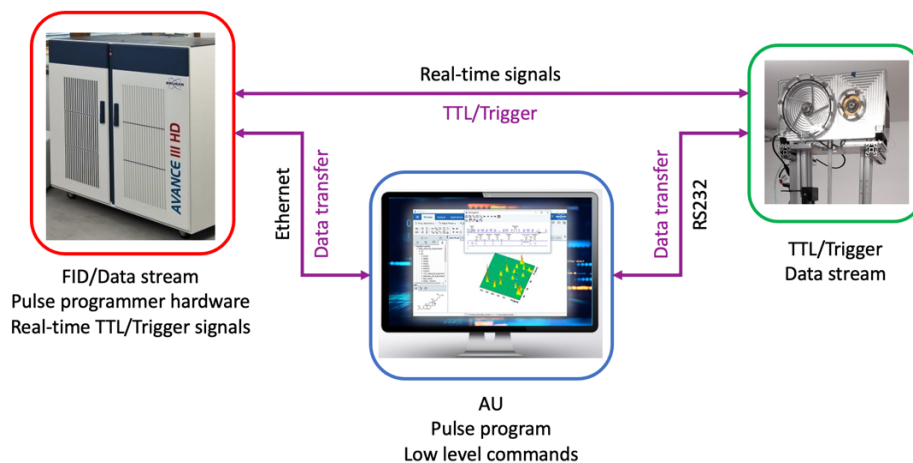 Real-time signals
TTL/Trigger
BRUKER
AVANCE III HD
Ethernet
Data transfer
Data transfer
RS232
FID/Data stream
Pulse programmer hardware
Real-time TTL/Trigger signals
TTL/Trigger
Data stream
AU
Pulse program
Low level commands